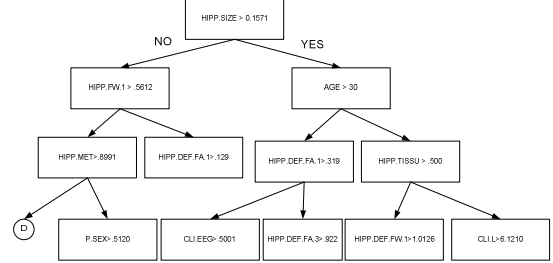 HIPP.SIZE > 0.1571
NO
YES
HIPP.FW.1 > .5612
AGE > 30
HIPP.MET>.8991
HIPP.DEF.FA.1>.129
HIPP.DEF.FA.1>.319
HIPP.TISSU > .500
D
P.SEX>.5120
CLI.EEG>.5001
HIPP.DEF.FA.3>.922
HIPP.DEF.FW.1>1.0126
CLI.L>6.1210